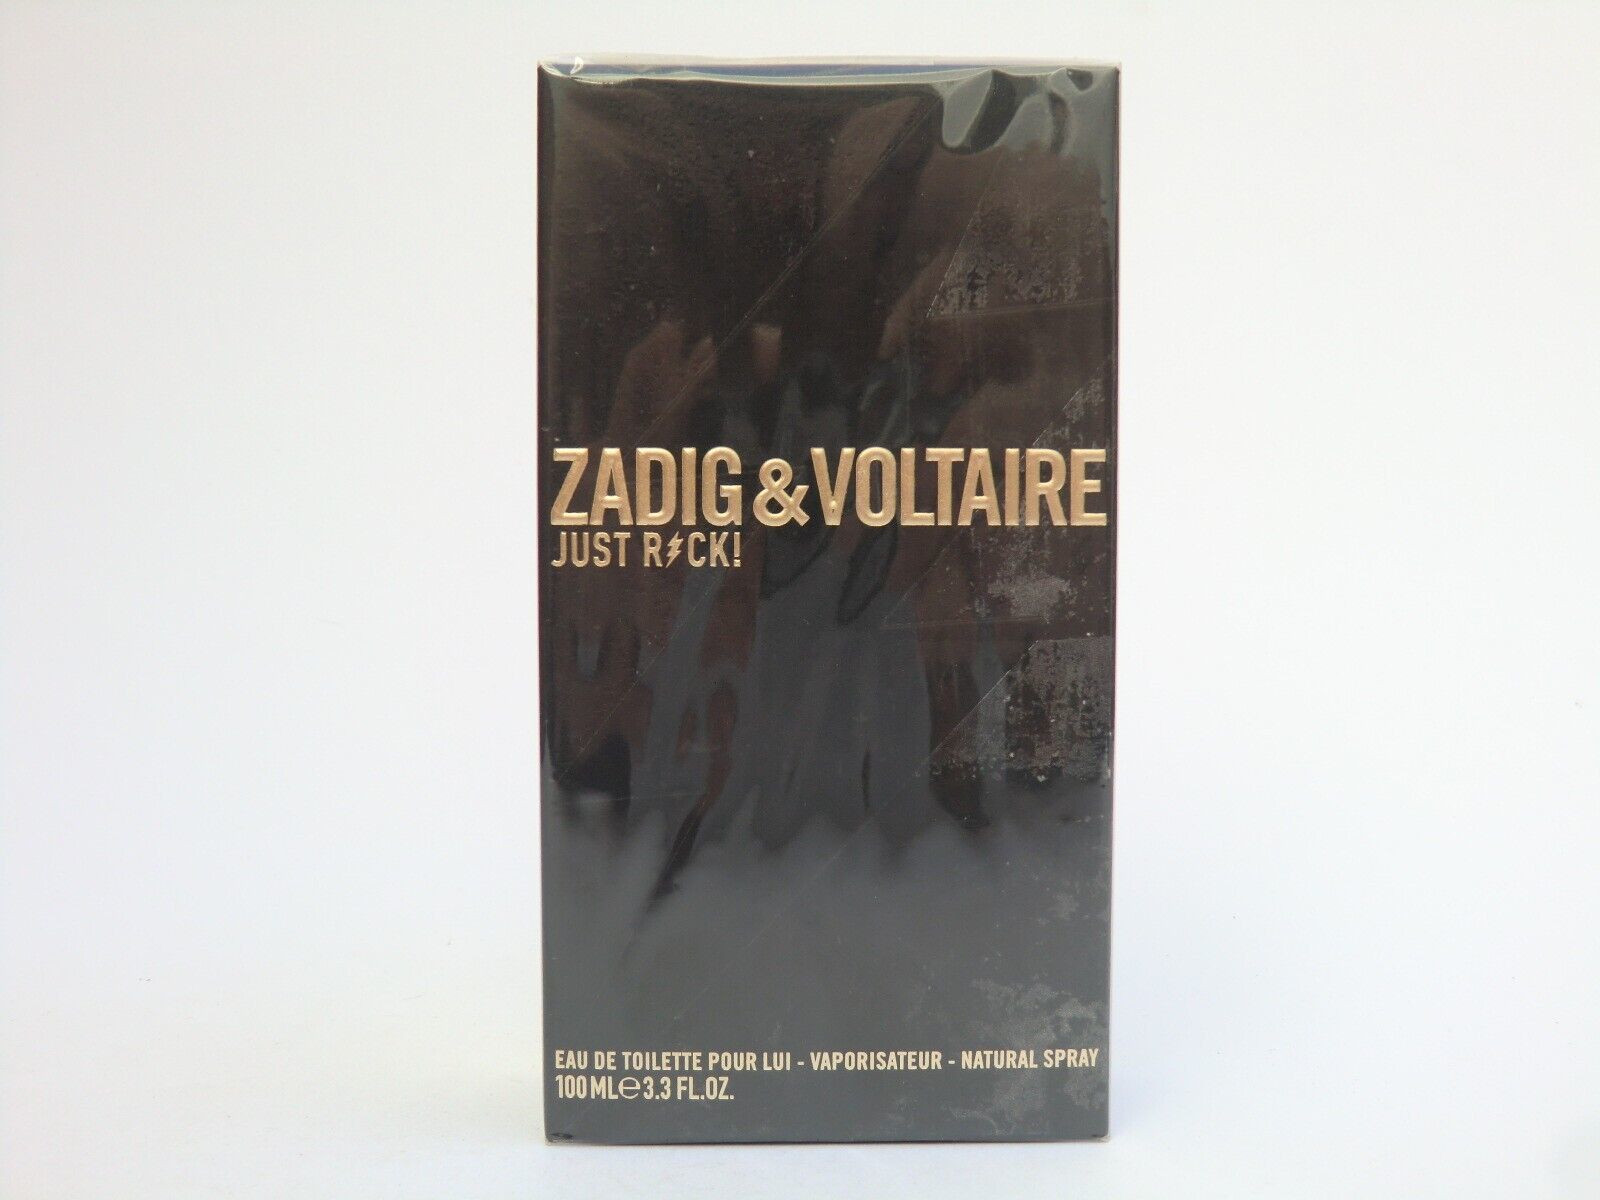 ZADIG & VOLTAIRE
JUST R⚡CK!
EAU DE TOILETTE POUR LUI - VAPORISATEUR - NATURAL SPRAY
100 ML ℮ 3.3 FL.OZ.